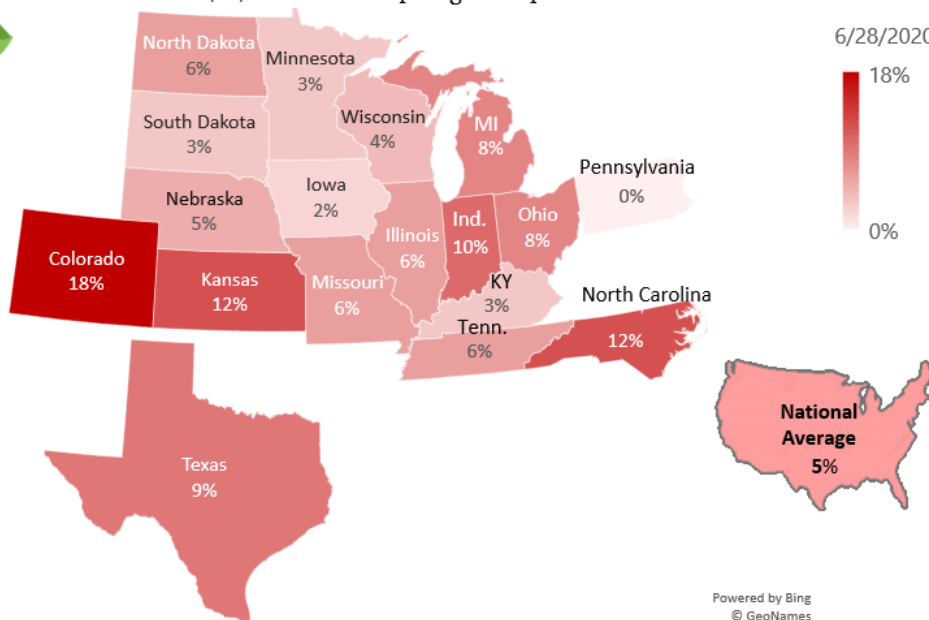 6/28/2020
18%
0%
North Dakota
6%
Minnesota
3%
South Dakota
3%
Wisconsin
4%
MI
8%
Pennsylvania
0%
Nebraska
5%
Iowa
2%
Illinois
6%
Ind.
10%
Ohio
8%
Colorado
18%
Kansas
12%
Missouri
6%
KY
3%
North Carolina
12%
Tenn.
6%
Texas
9%
National
Average
5%
Powered by Bing
© GeoNames